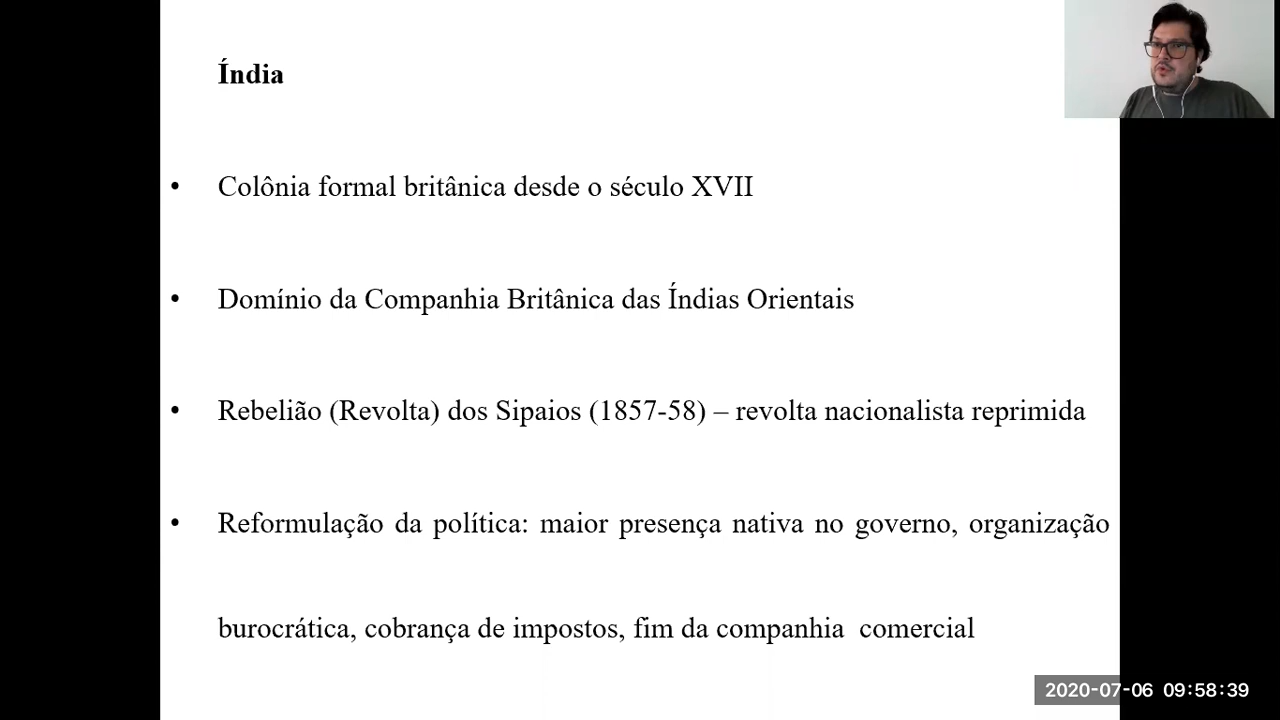 Índia
• Colônia formal britânica desde o século XVII
• Domínio da Companhia Britânica das Índias Orientais
• Rebelião (Revolta) dos Sipaios (1857-58) – revolta nacionalista reprimida
• Reformulação da política: maior presença nativa no governo, organização
burocrática, cobrança de impostos, fim da companhia comercial
2020-07-06 09:58:39